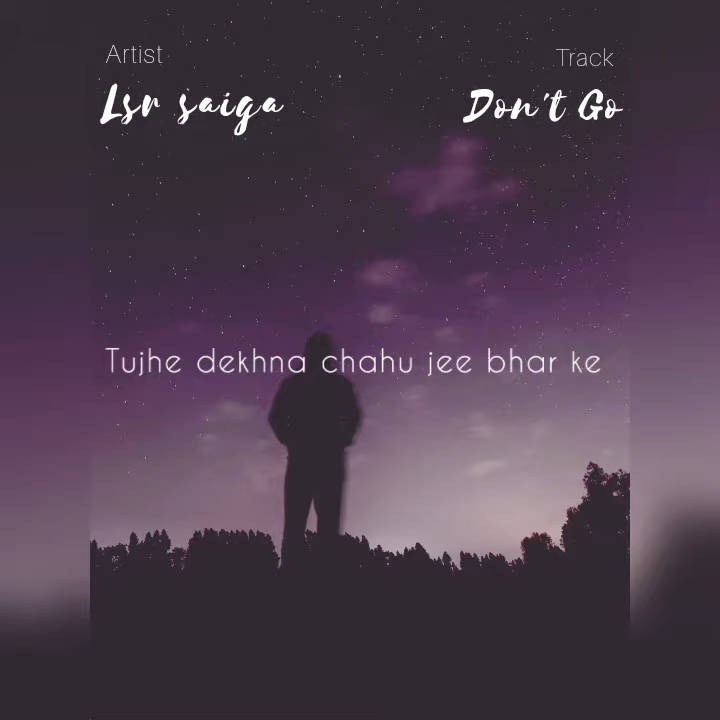 Artist
Track
Lsr saiga
Don't Go
Tujhe dekhna chahu jee bhar ke